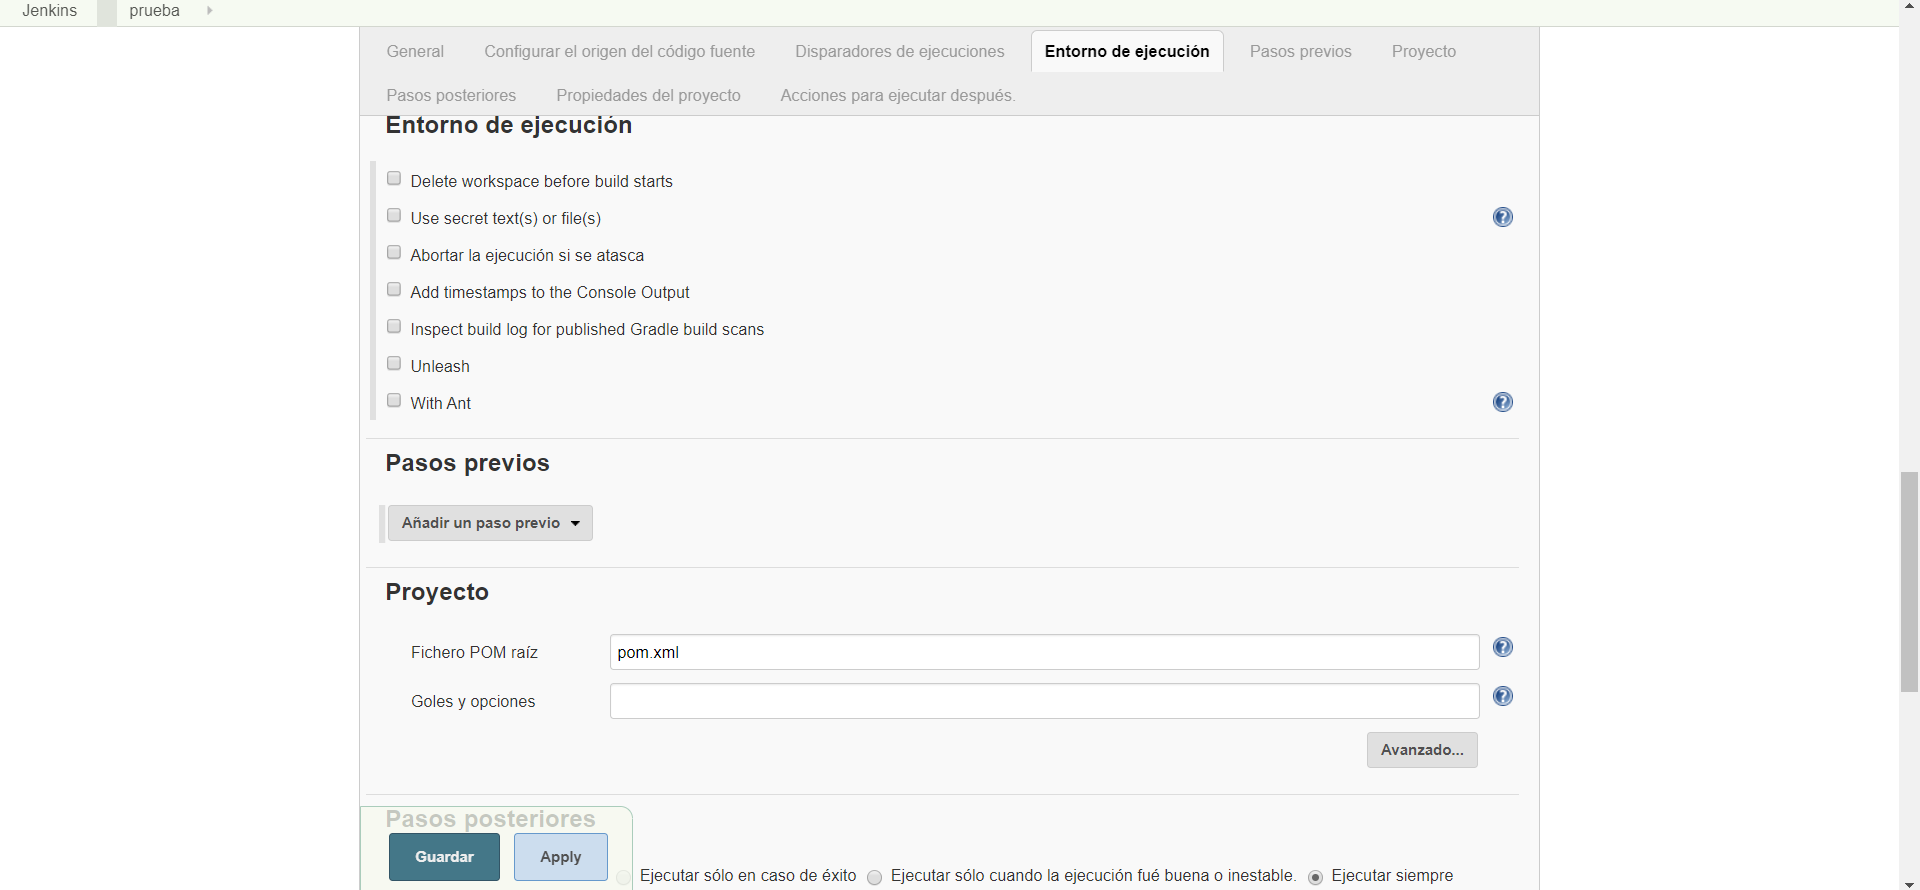 Jenkins prueba
General Configurar el origen del código fuente Disparadores de ejecuciones Entorno de ejecución Pasos previos Proyecto
Pasos posteriores Propiedades del proyecto Acciones para ejecutar después.
Entorno de ejecución
Delete workspace before build starts
Use secret text(s) or file(s)
Abortar la ejecución si se atasca
Add timestamps to the Console Output
Inspect build log for published Gradle build scans
Unleash
With Ant
Pasos previos
Añadir un paso previo
Proyecto
Fichero POM raíz pom.xml
Goles y opciones
Avanzado...
Pasos posteriores
Guardar Apply
Ejecutar sólo en caso de éxito Ejecutar sólo cuando la ejecución fué buena o inestable. Ejecutar siempre